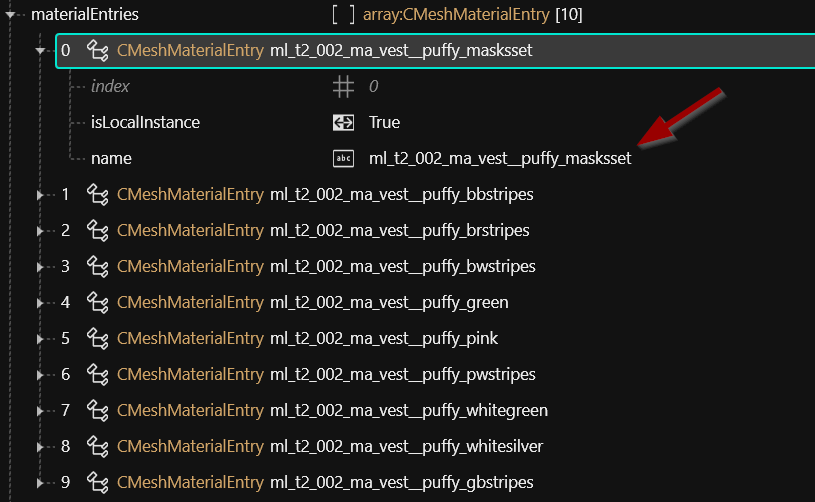 materialEntries [ ] array:CMeshMaterialEntry [10]
0 CMeshMaterialEntry ml_t2_002_ma_vest__puffy_masksset
index # 0
isLocalInstance True
name abc ml_t2_002_ma_vest__puffy_masksset
1 CMeshMaterialEntry ml_t2_002_ma_vest__puffy_bbstripes
2 CMeshMaterialEntry ml_t2_002_ma_vest__puffy_brstripes
3 CMeshMaterialEntry ml_t2_002_ma_vest__puffy_bwstripes
4 CMeshMaterialEntry ml_t2_002_ma_vest__puffy_green
5 CMeshMaterialEntry ml_t2_002_ma_vest__puffy_pink
6 CMeshMaterialEntry ml_t2_002_ma_vest__puffy_pwstripes
7 CMeshMaterialEntry ml_t2_002_ma_vest__puffy_whitegreen
8 CMeshMaterialEntry ml_t2_002_ma_vest__puffy_whitesilver
9 CMeshMaterialEntry ml_t2_002_ma_vest__puffy_gbstripes